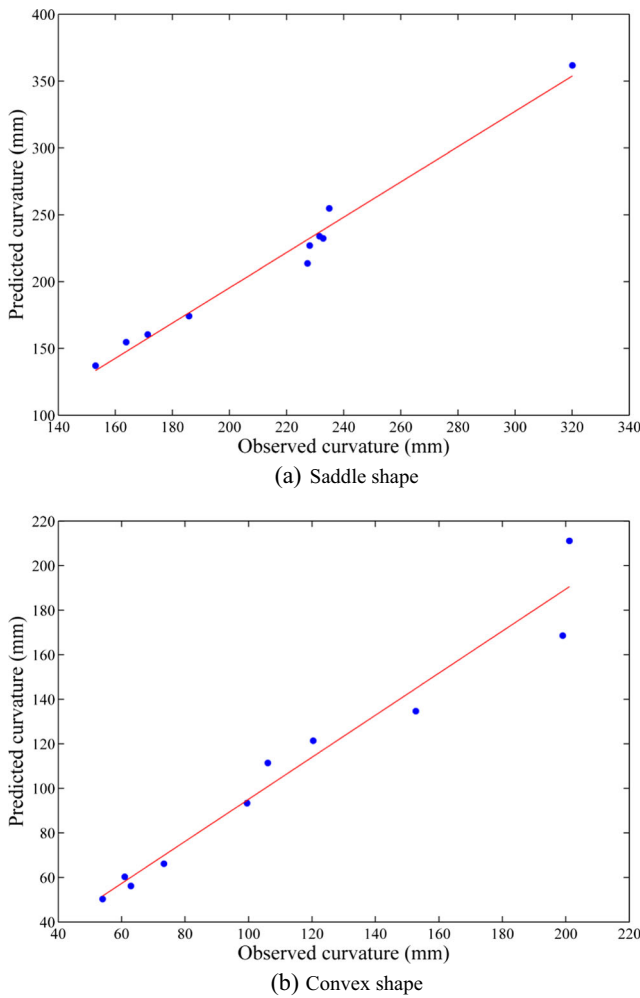 400
350
300
250
200
150
100
Predicted curvature (mm)
140 160 180 200 220 240 260 280 300 320 340
Observed curvature (mm)
(a) Saddle shape
220
200
180
160
140
120
100
80
60
40
Predicted curvature (mm)
40 60 80 100 120 140 160 180 200 220
Observed curvature (mm)
(b) Convex shape